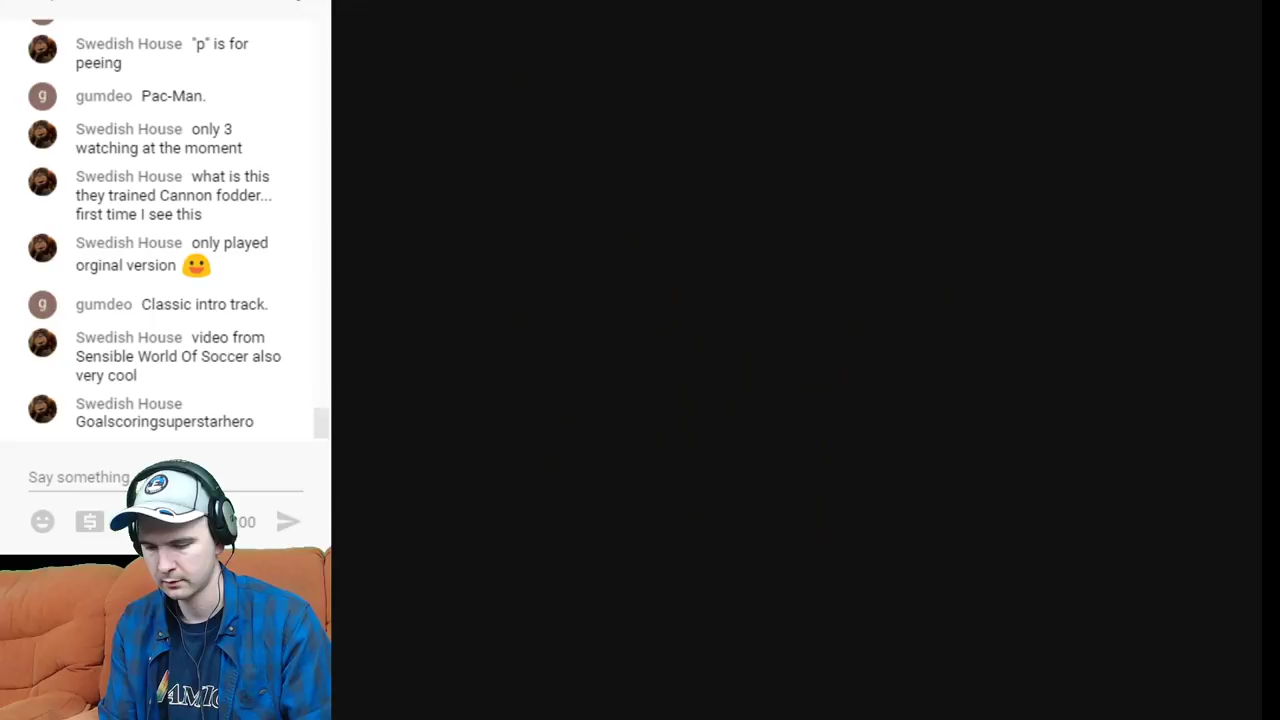 Swedish House "p" is for
peeing
g gumdeo Pac-Man.
Swedish House only 3
watching at the moment
Swedish House what is this
they trained Cannon fodder...
first time I see this
Swedish House only played
orginal version
g gumdeo Classic intro track.
Swedish House video from
Sensible World Of Soccer also
very cool
Swedish House
Goalscoringsuperstarhero
Say something
$ 00